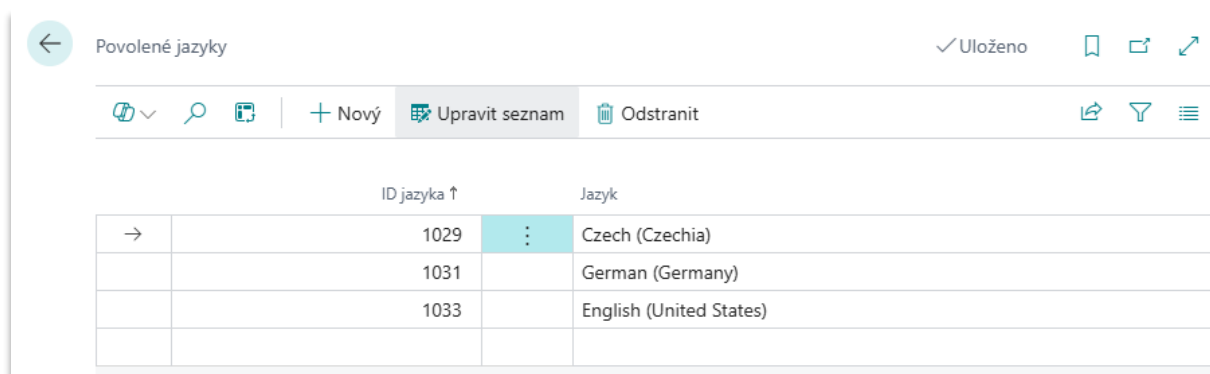 Povolené jazyky Uloženo
Nový Upravit seznam Odstranit
ID jazyka ↑ Jazyk
1029 Czech (Czechia)
1031 German (Germany)
1033 English (United States)